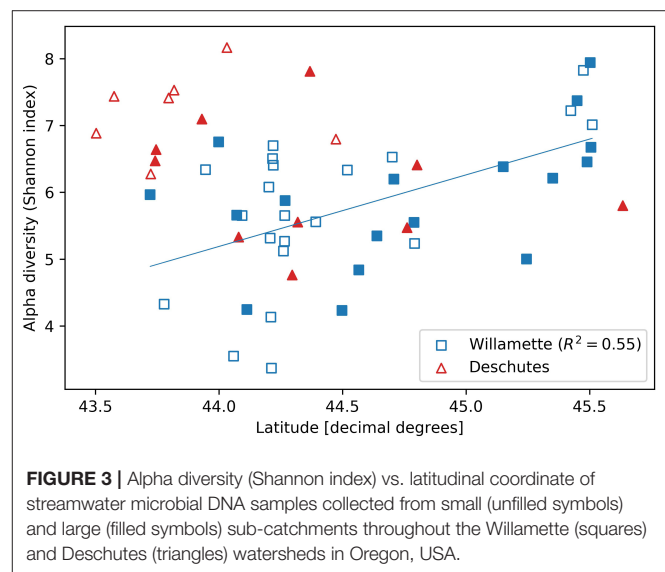 8
7
6
5
4
Alpha diversity (Shannon index)
Willamette (R² = 0.55)
Deschutes
43.5 44.0 44.5 45.0 45.5
Latitude [decimal degrees]
FIGURE 3 | Alpha diversity (Shannon index) vs. latitudinal coordinate of
streamwater microbial DNA samples collected from small (unfilled symbols)
and large (filled symbols) sub-catchments throughout the Willamette (squares)
and Deschutes (triangles) watersheds in Oregon, USA.